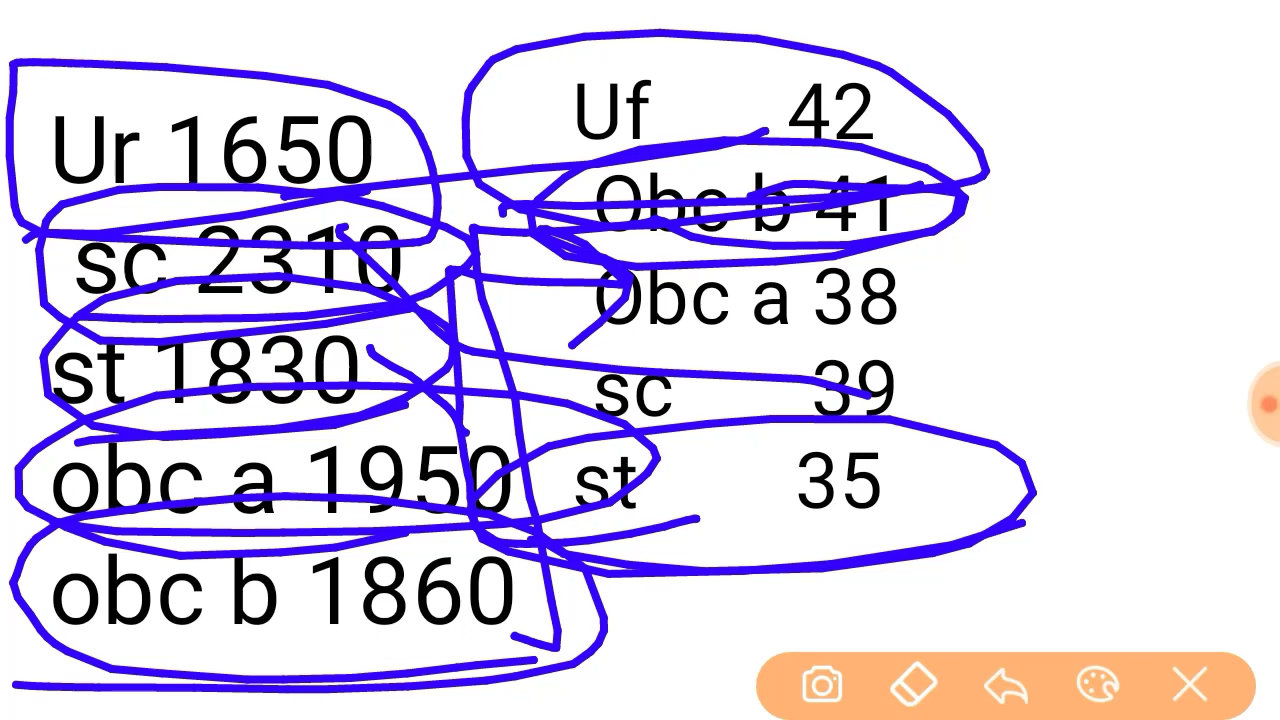 Ur 1650
sc 2310
st 1830
obc a 1950
obc b 1860
Uf 42
Obc b 41
Obc a 38
sc 39
st 35